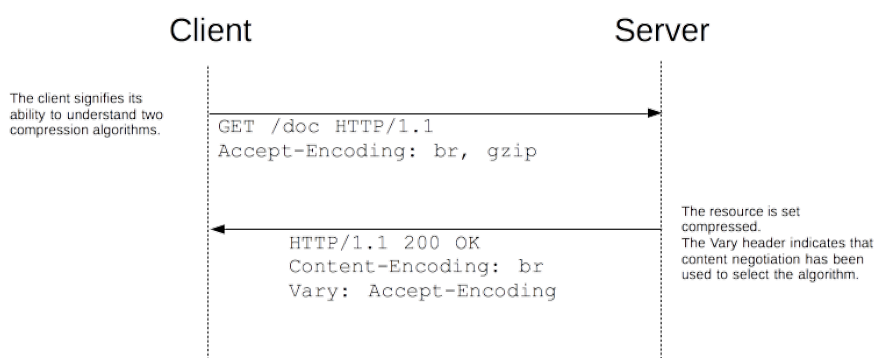 Client
Server
The client signifies its
ability to understand two
compression algorithms.
GET /doc HTTP/1.1
Accept-Encoding: br, gzip
The resource is set
compressed.
The Vary header indicates that
content negotiation has been
used to select the algorithm.
HTTP/1.1 200 OK
Content-Encoding: br
Vary: Accept-Encoding